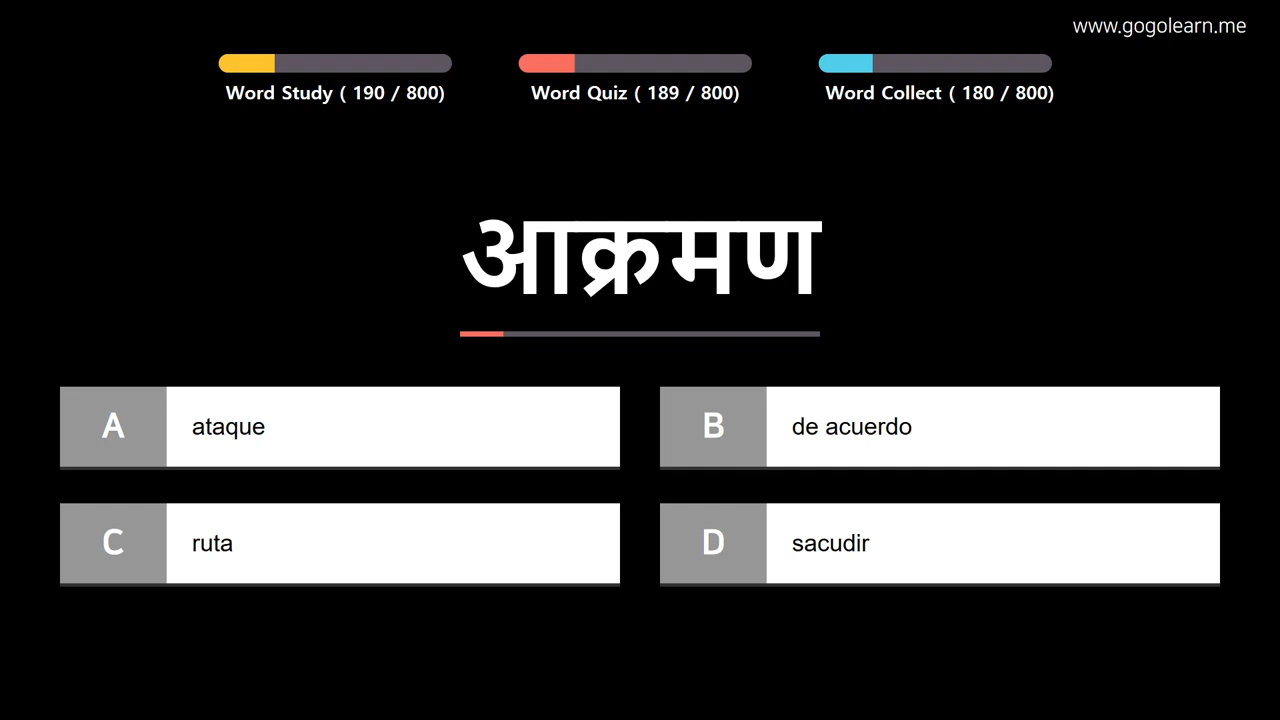 www.gogolearn.me
Word Study ( 190 / 800)
Word Quiz ( 189 / 800)
Word Collect ( 180 / 800)
आक्रमण
A ataque
B de acuerdo
C ruta
D sacudir